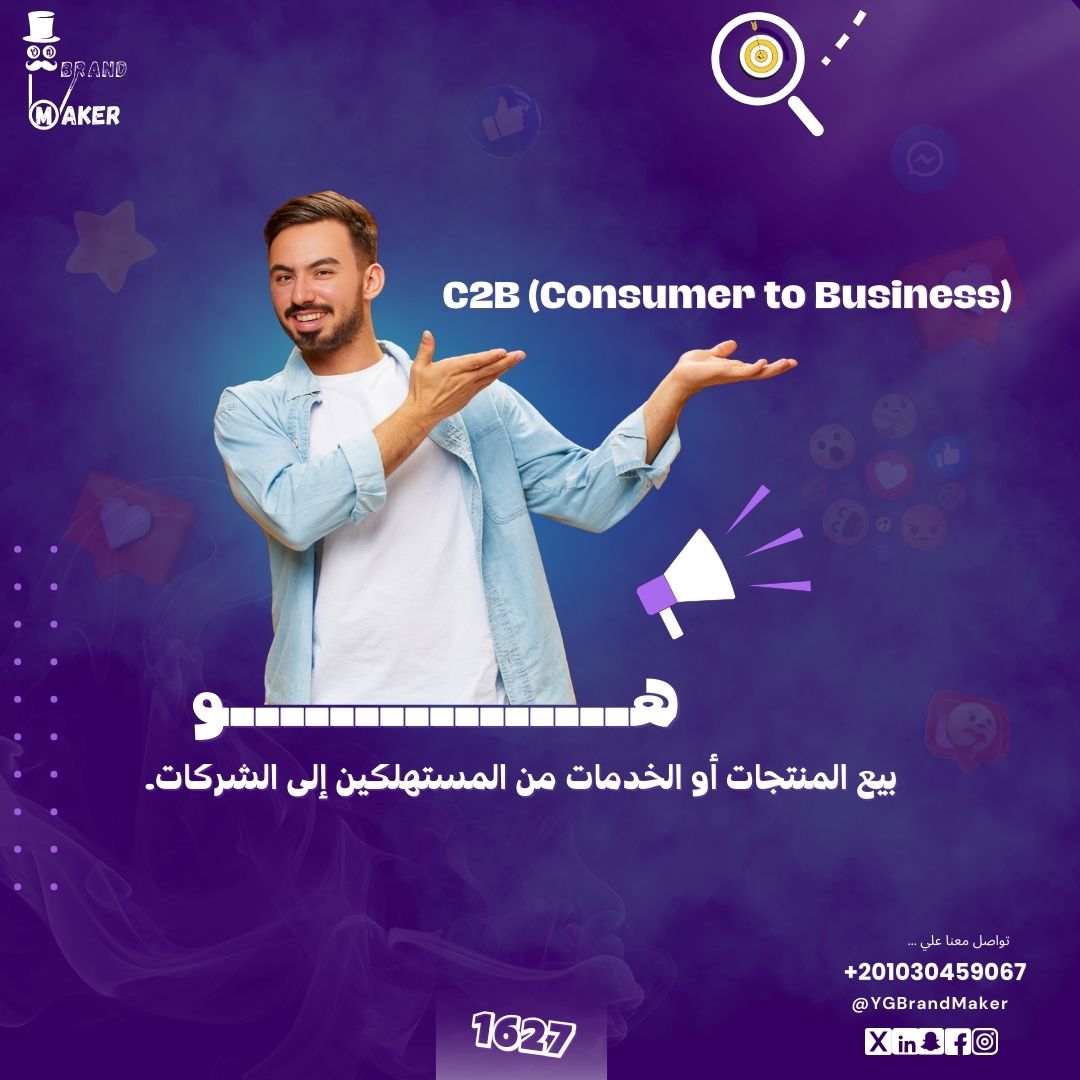 BRAND
MAKER
C2B (Consumer to Business)
هـــــــــــــــــو
بيع المنتجات أو الخدمات من المستهلكين إلى الشركات.
تواصل معنا علي ...
+201030459067
@YGBrandMaker
1627